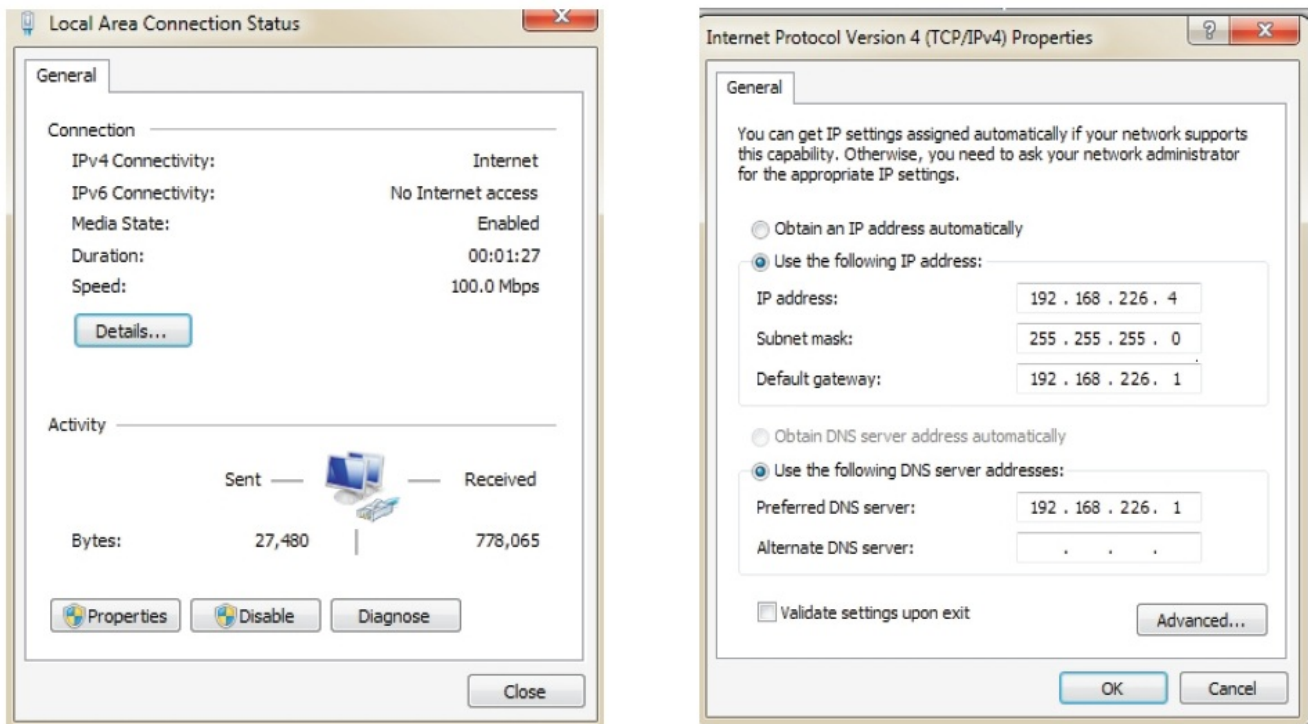 Local Area Connection Status
General
Connection
IPv4 Connectivity: Internet
IPv6 Connectivity: No Internet access
Media State: Enabled
Duration: 00:01:27
Speed: 100.0 Mbps
Details...
Activity
Sent Received
Bytes: 27,480 778,065
Properties Disable Diagnose
Close
Internet Protocol Version 4 (TCP/IPv4) Properties
General
You can get IP settings assigned automatically if your network supports
this capability. Otherwise, you need to ask your network administrator
for the appropriate IP settings.
Obtain an IP address automatically
Use the following IP address:
IP address: 192 . 168 . 226 . 4
Subnet mask: 255 . 255 . 255 . 0
Default gateway: 192 . 168 . 226 . 1
Obtain DNS server address automatically
Use the following DNS server addresses:
Preferred DNS server: 192 . 168 . 226 . 1
Alternate DNS server: . . .
Validate settings upon exit
Advanced...
OK Cancel